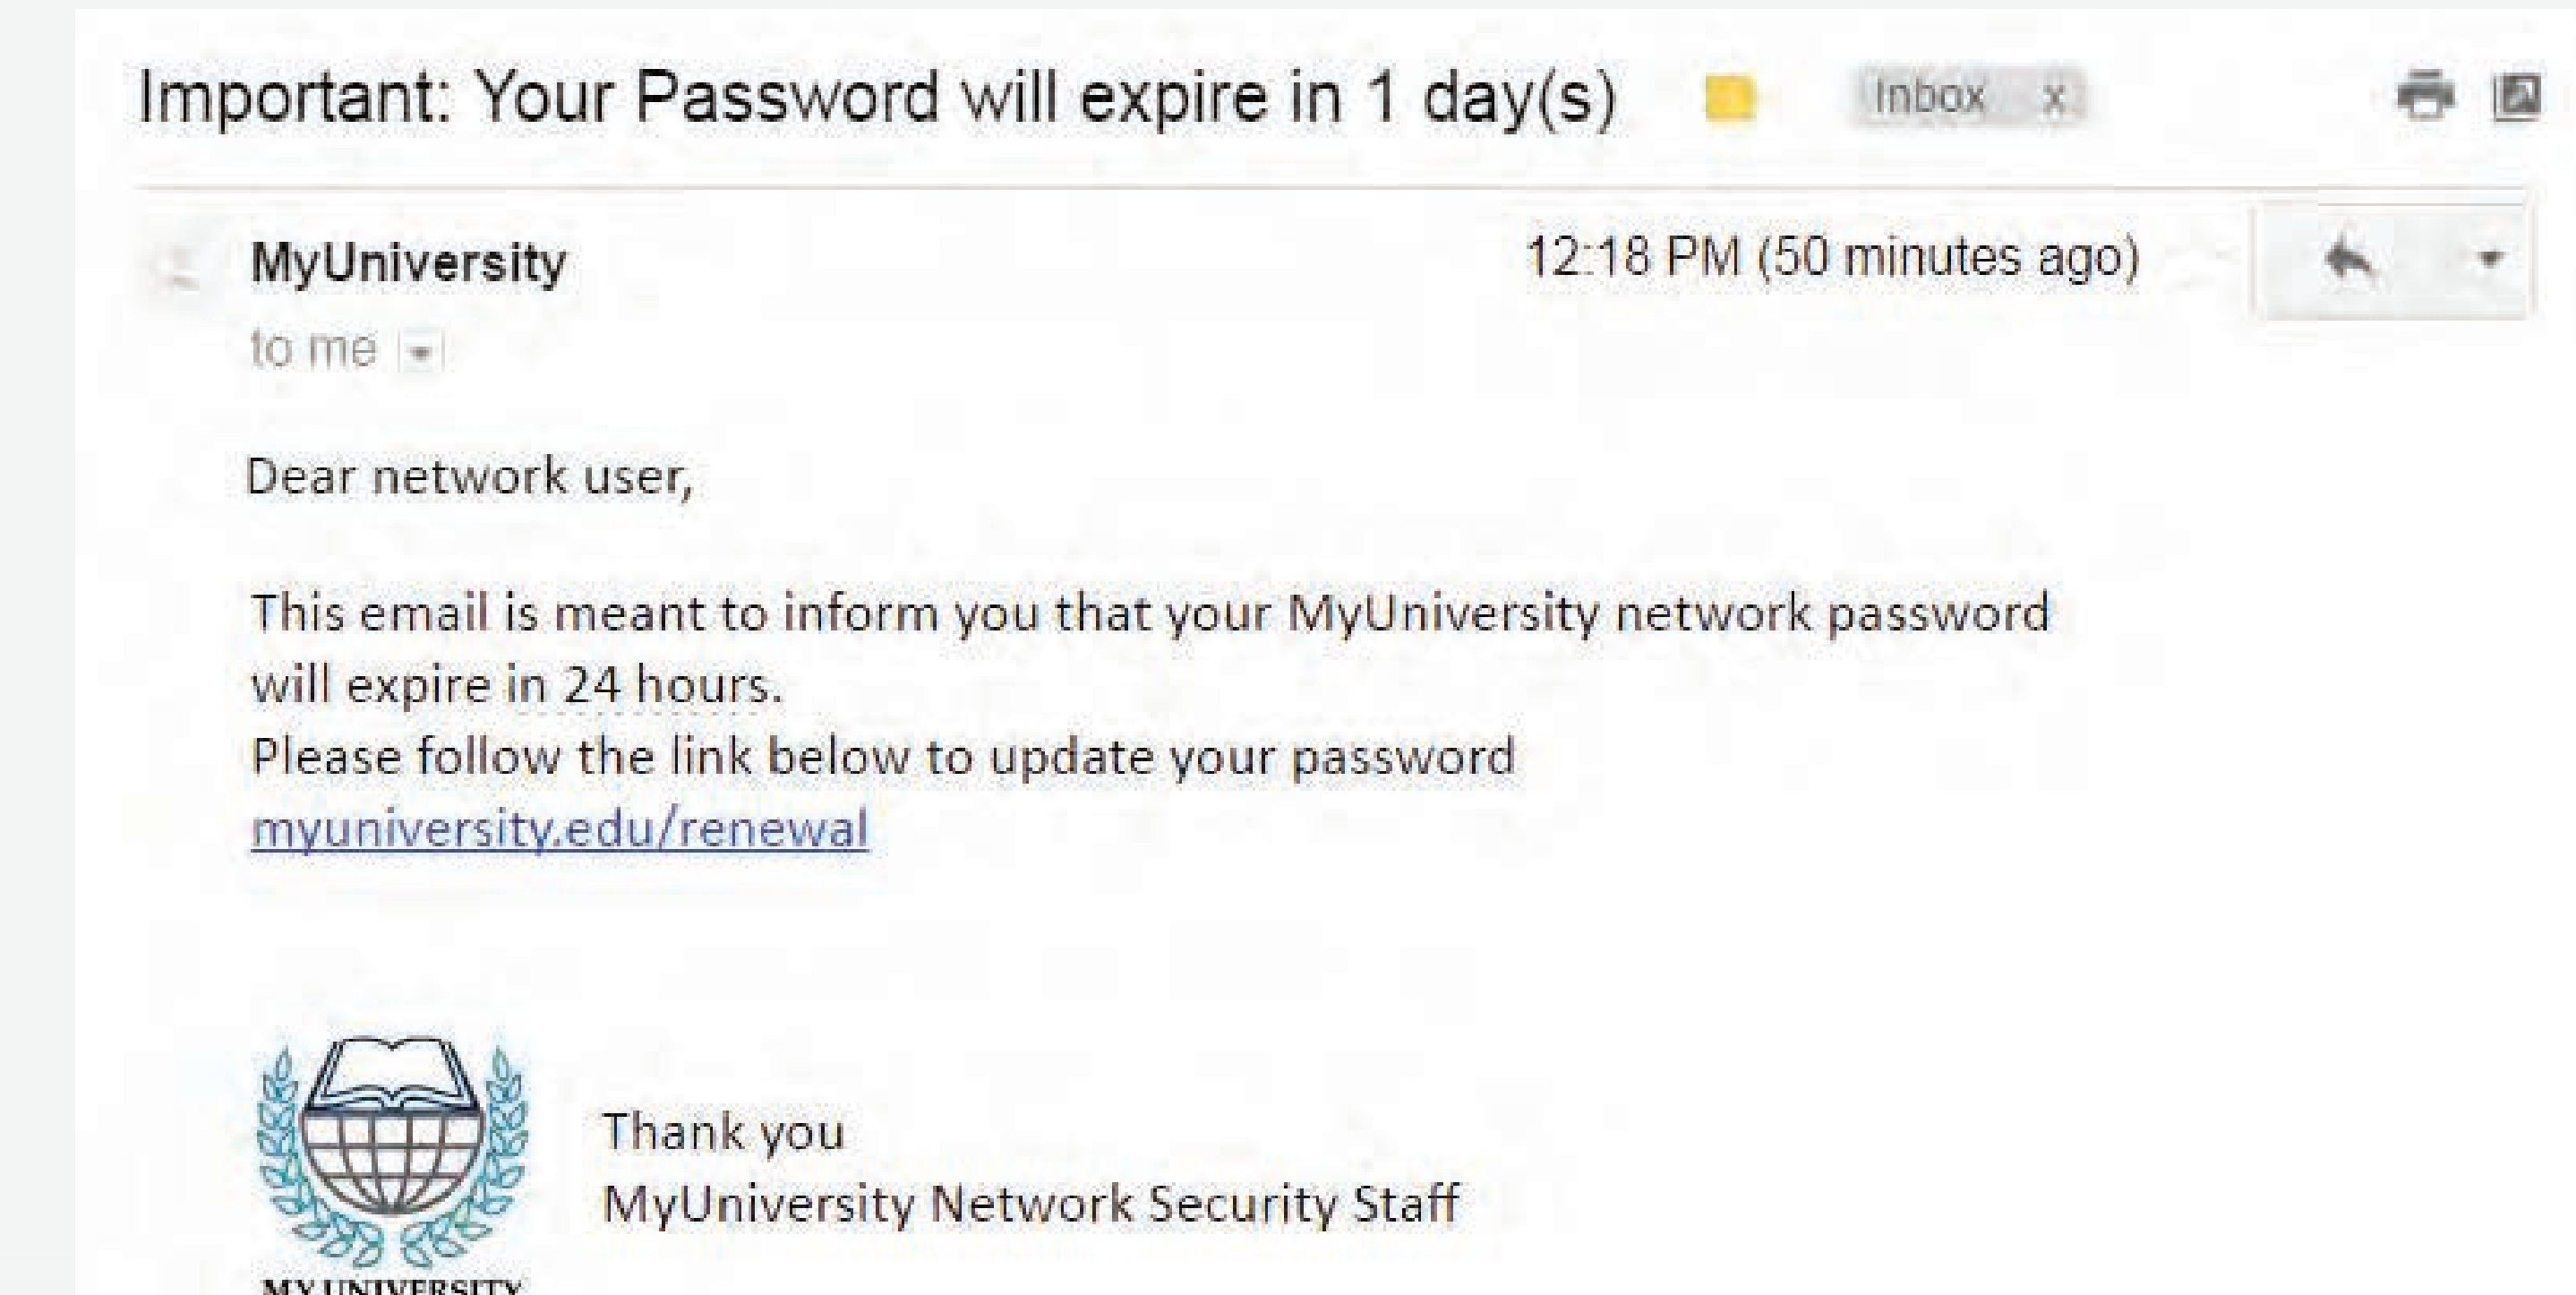 Important: Your Password will expire in 1 day(s) Inbox x
MyUniversity 12:18 PM (50 minutes ago)
to me
Dear network user,
This email is meant to inform you that your MyUniversity network password
will expire in 24 hours.
Please follow the link below to update your password
myuniversity.edu/renewal
Thank you
MyUniversity Network Security Staff
MY UNIVERSITY